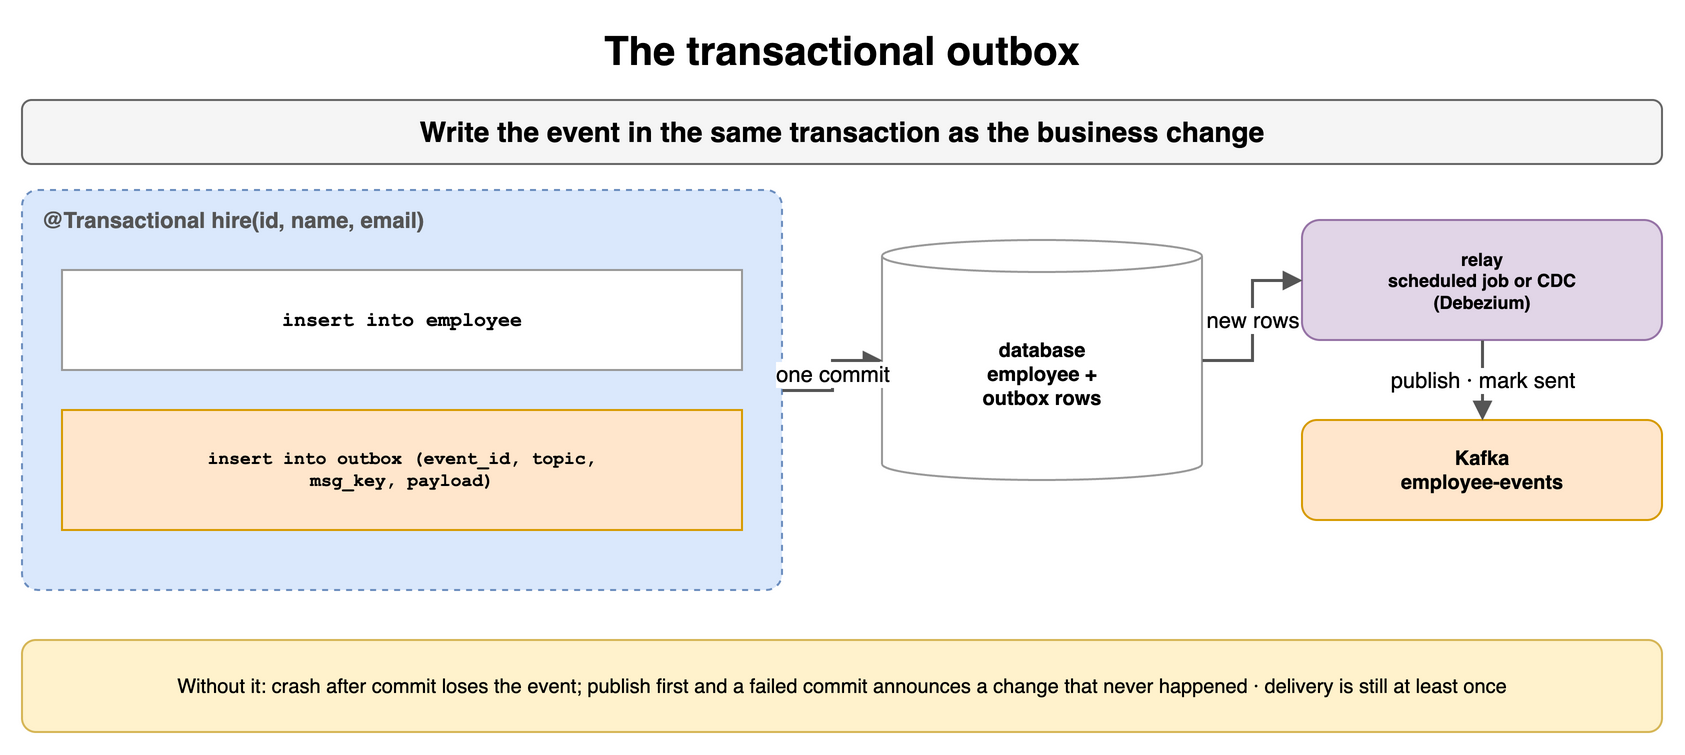 The transactional outbox
Write the event in the same transaction as the business change
@Transactional hire(id, name, email)
insert into employee
insert into outbox (event_id, topic,
msg_key, payload)
one commit
database
employee +
outbox rows
new rows
relay
scheduled job or CDC
(Debezium)
publish · mark sent
Kafka
employee-events
Without it: crash after commit loses the event; publish first and a failed commit announces a change that never happened · delivery is still at least once